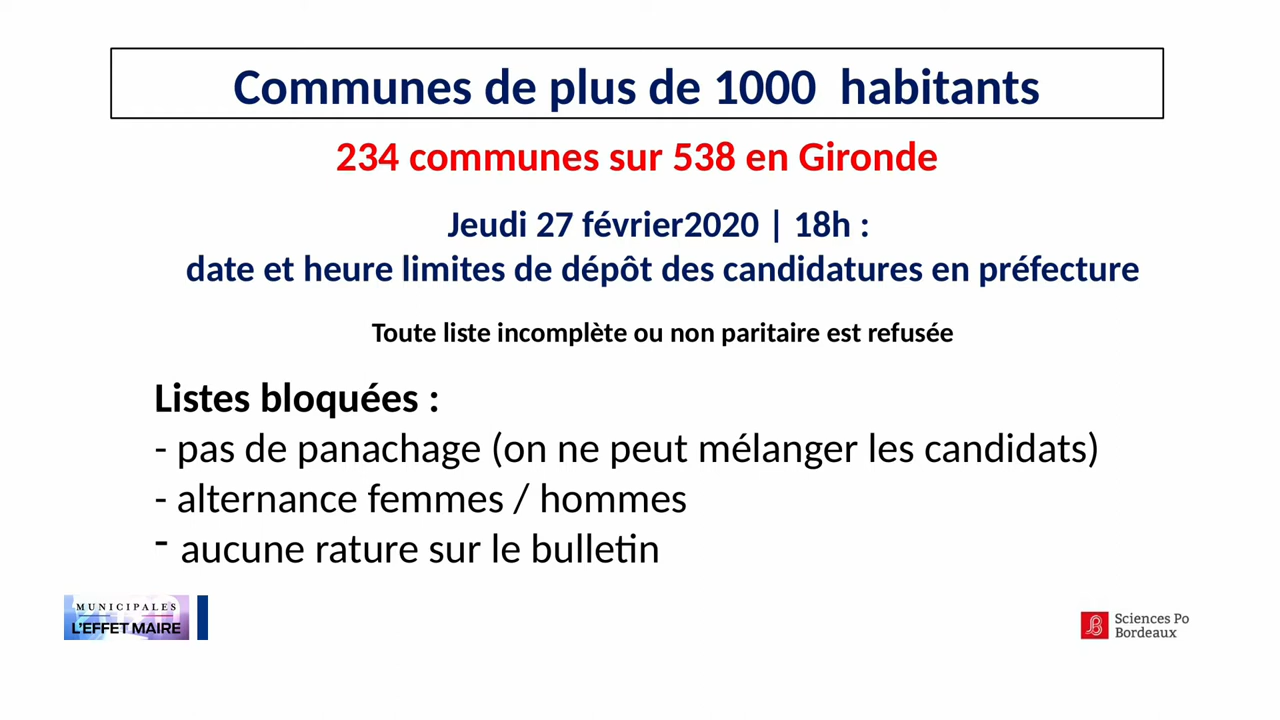 Communes de plus de 1000  habitants
234 communes sur 538 en Gironde
Jeudi 27 février2020 | 18h :
date et heure limites de dépôt des candidatures en préfecture
Toute liste incomplète ou non paritaire est refusée
Listes bloquées :
- pas de panachage (on ne peut mélanger les candidats)
- alternance femmes / hommes
- aucune rature sur le bulletin
MUNICIPALES
L'EFFET MAIRE
Sciences Po
Bordeaux